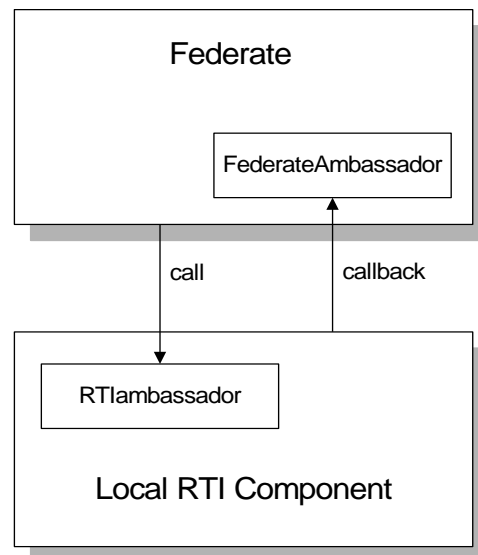 Federate
FederateAmbassador
call
callback
RTIambassador
Local RTI Component